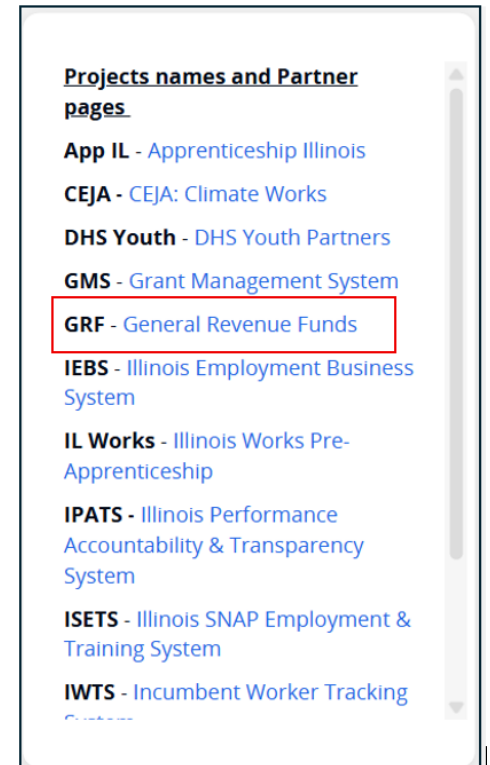 Projects names and Partner
pages
App IL - Apprenticeship Illinois
CEJA - CEJA: Climate Works
DHS Youth - DHS Youth Partners
GMS - Grant Management System
GRF - General Revenue Funds
IEBS - Illinois Employment Business
System
IL Works - Illinois Works Pre-
Apprenticeship
IPATS - Illinois Performance
Accountability & Transparency
System
ISETS - Illinois SNAP Employment &
Training System
IWTS - Incumbent Worker Tracking
System